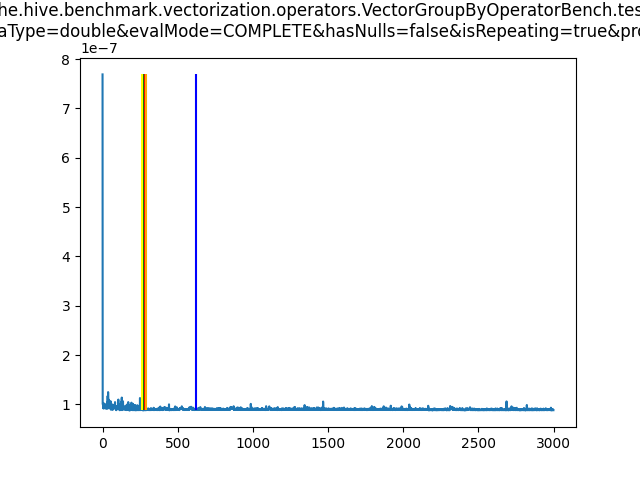 he.hive.benchmark.vectorization.operators.VectorGroupByOperatorBench.tes
aType=double&evalMode=COMPLETE&hasNulls=false&isRepeating=true&pro
1e−7
8
7
6
5
4
3
2
1
0 500 1000 1500 2000 2500 3000